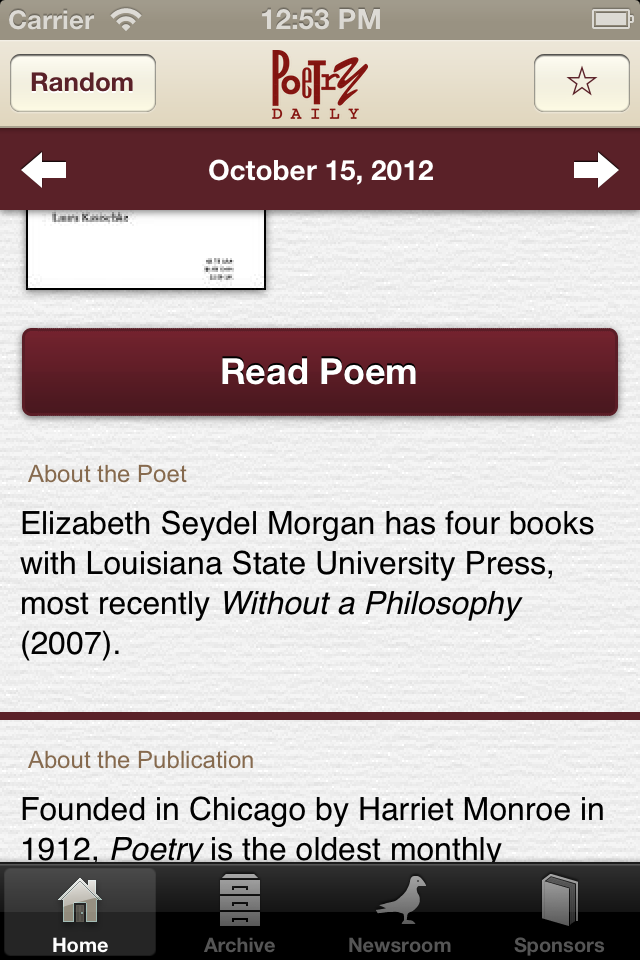 Carrier 12:53 PM
Random
POETRY
DAILY
October 15, 2012
Laura Kasischke
Read Poem
About the Poet
Elizabeth Seydel Morgan has four books
with Louisiana State University Press,
most recently Without a Philosophy
(2007).
About the Publication
Founded in Chicago by Harriet Monroe in
1912, Poetry is the oldest monthly
Home Archive Newsroom Sponsors